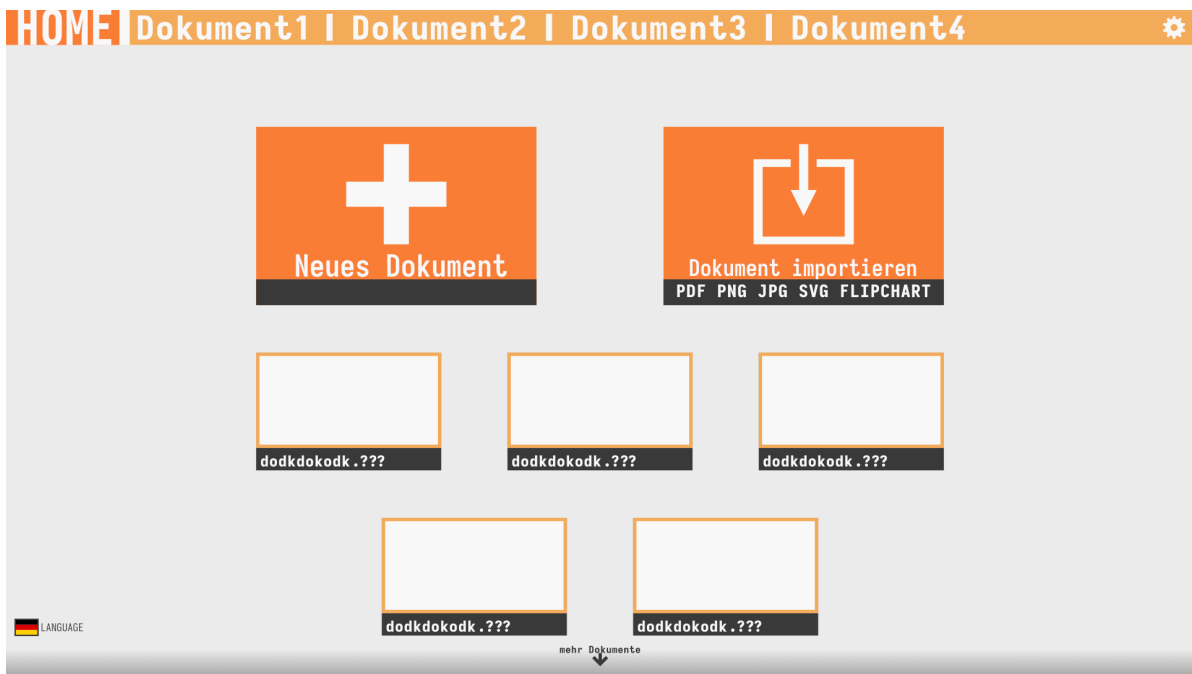 HOME Dokument1 | Dokument2 | Dokument3 | Dokument4
Neues Dokument
Dokument importieren
PDF PNG JPG SVG FLIPCHART
dodkdokodk.???
dodkdokodk.???
dodkdokodk.???
dodkdokodk.???
dodkdokodk.???
LANGUAGE
mehr Dokumente